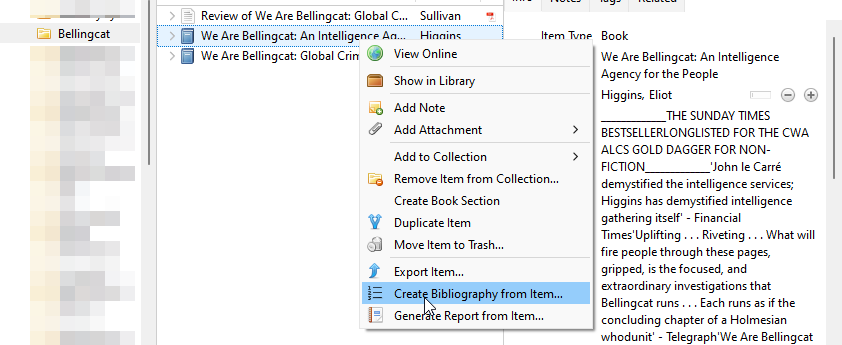 Info Notes Tags Related
Bellingcat
Review of We Are Bellingcat: Global C... Sullivan
We Are Bellingcat: An Intelligence Ag... Higgins
We Are Bellingcat: Global Crim
View Online
Show in Library
Add Note
Add Attachment
Add to Collection
Remove Item from Collection...
Create Book Section
Duplicate Item
Move Item to Trash...
Export Item...
Create Bibliography from Item...
Generate Report from Item...
Item Type Book
We Are Bellingcat: An Intelligence
Agency for the People
Higgins, Eliot
____________THE SUNDAY TIMES
BESTSELLERLONGLISTED FOR THE CWA
ALCS GOLD DAGGER FOR NON-
FICTION____________'John le Carré
demystified the intelligence services;
Higgins has demystified intelligence
gathering itself' - Financial
Times'Uplifting . . . Riveting . . . What will
fire people through these pages,
gripped, is the focused, and
extraordinary investigations that
Bellingcat runs . . . Each runs as if the
concluding chapter of a Holmesian
whodunit' - Telegraph'We Are Bellingcat